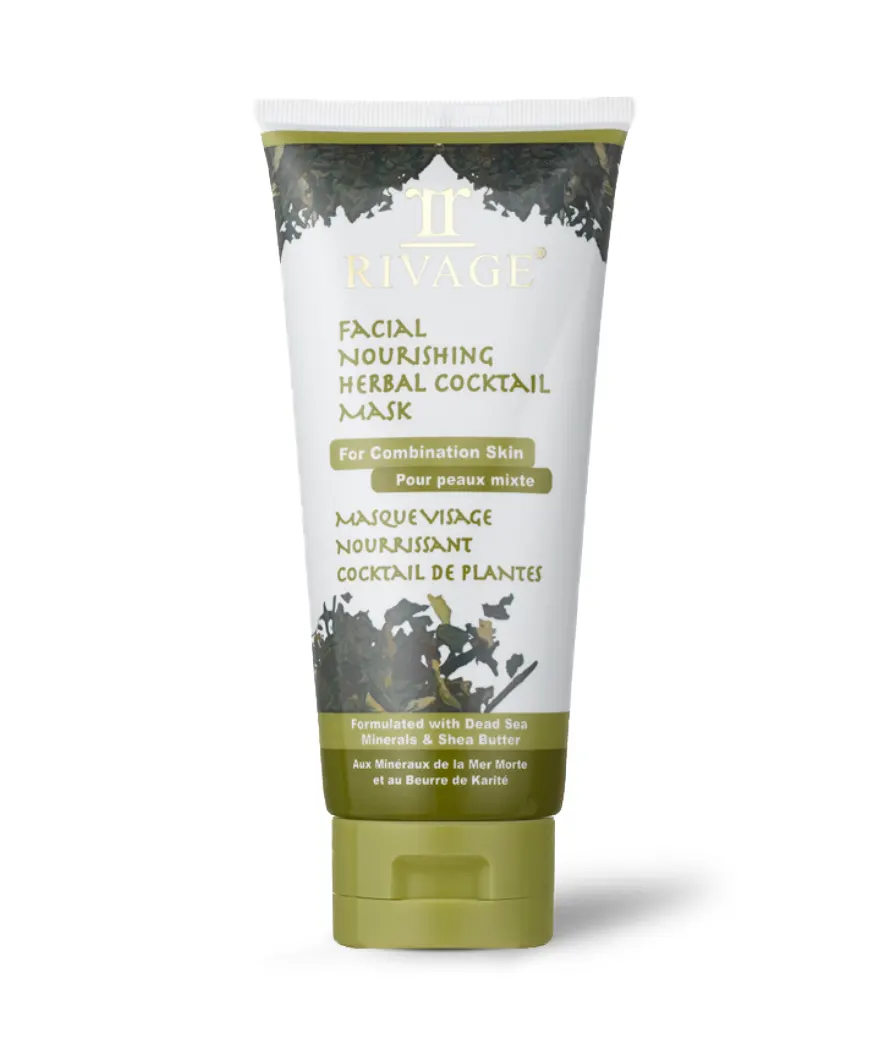 RIVAGE®
FACIAL
NOURISHING
HERBAL COCKTAIL
MASK
For Combination Skin
Pour peaux mixte
MASQUE VISAGE
NOURRISSANT
COCKTAIL DE PLANTES
Formulated with Dead Sea
Minerals & Shea Butter
Aux Minéraux de la Mer Morte
et au Beurre de Karité